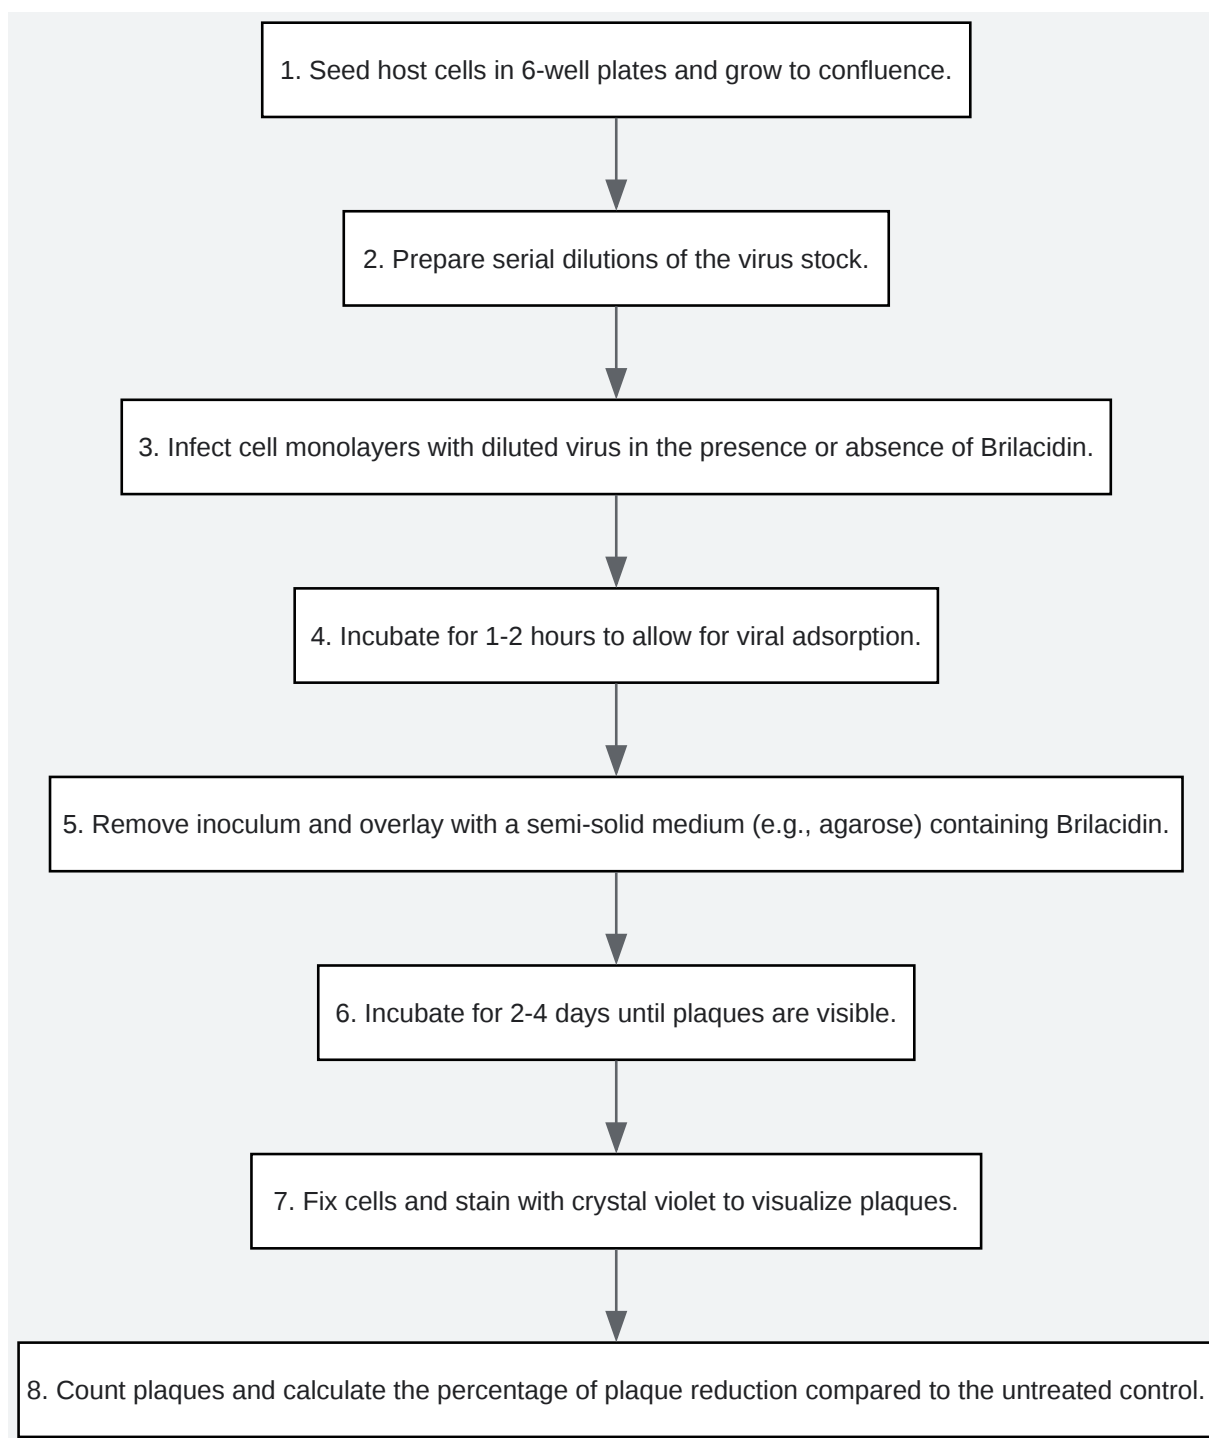 1. Seed host cells in 6-well plates and grow to confluence.
2. Prepare serial dilutions of the virus stock.
3. Infect cell monolayers with diluted virus in the presence or absence of Brilacidin.
4. Incubate for 1-2 hours to allow for viral adsorption.
5. Remove inoculum and overlay with a semi-solid medium (e.g., agarose) containing Brilacidin.
6. Incubate for 2-4 days until plaques are visible.
7. Fix cells and stain with crystal violet to visualize plaques.
8. Count plaques and calculate the percentage of plaque reduction compared to the untreated control.